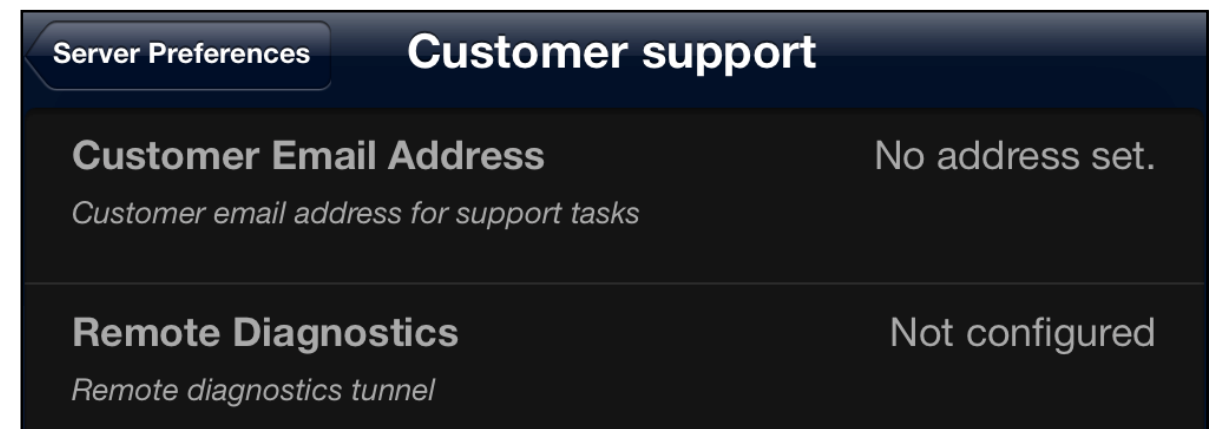 Server Preferences
Customer support
Customer Email Address
No address set.
Customer email address for support tasks
Remote Diagnostics
Not configured
Remote diagnostics tunnel